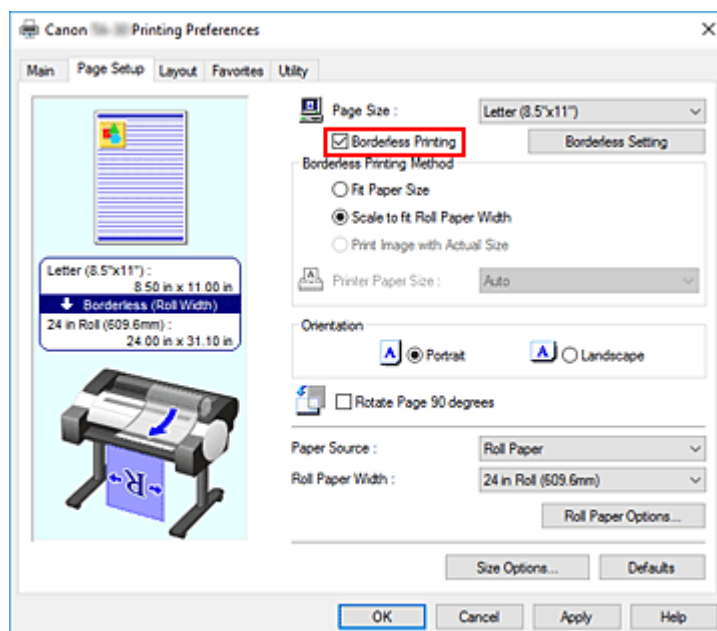 Canon Printing Preferences
Main Page Setup Layout Favorites Utility
Page Size : Letter (8.5"x11")
Borderless Printing Borderless Setting
Borderless Printing Method
Fit Paper Size
Scale to fit Roll Paper Width
Print Image with Actual Size
Printer Paper Size : Auto
Letter (8.5"x11") :
8.50 in x 11.00 in
Borderless (Roll Width)
24 in Roll (609.6mm) :
24.00 in x 31.10 in
Orientation
A Portrait A Landscape
Rotate Page 90 degrees
R
Paper Source : Roll Paper
Roll Paper Width : 24 in Roll (609.6mm)
Roll Paper Options...
Size Options... Defaults
OK Cancel Apply Help